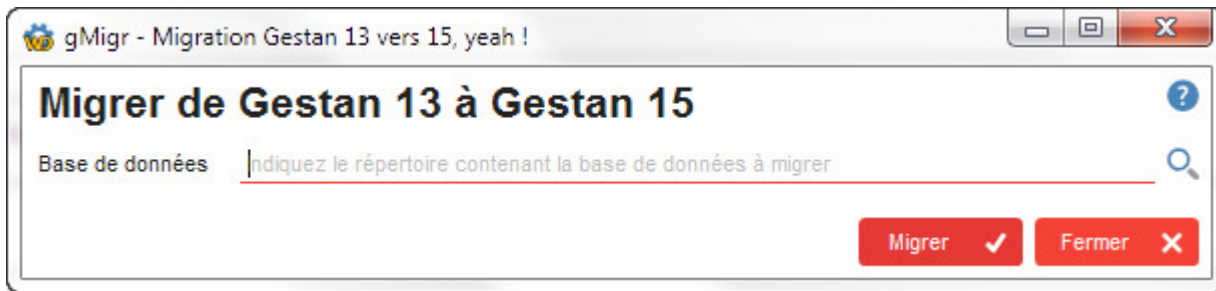 gMigr - Migration Gestan 13 vers 15, yeah !
Migrer de Gestan 13 à Gestan 15
Base de données Indiquez le répertoire contenant la base de données à migrer
Migrer Fermer